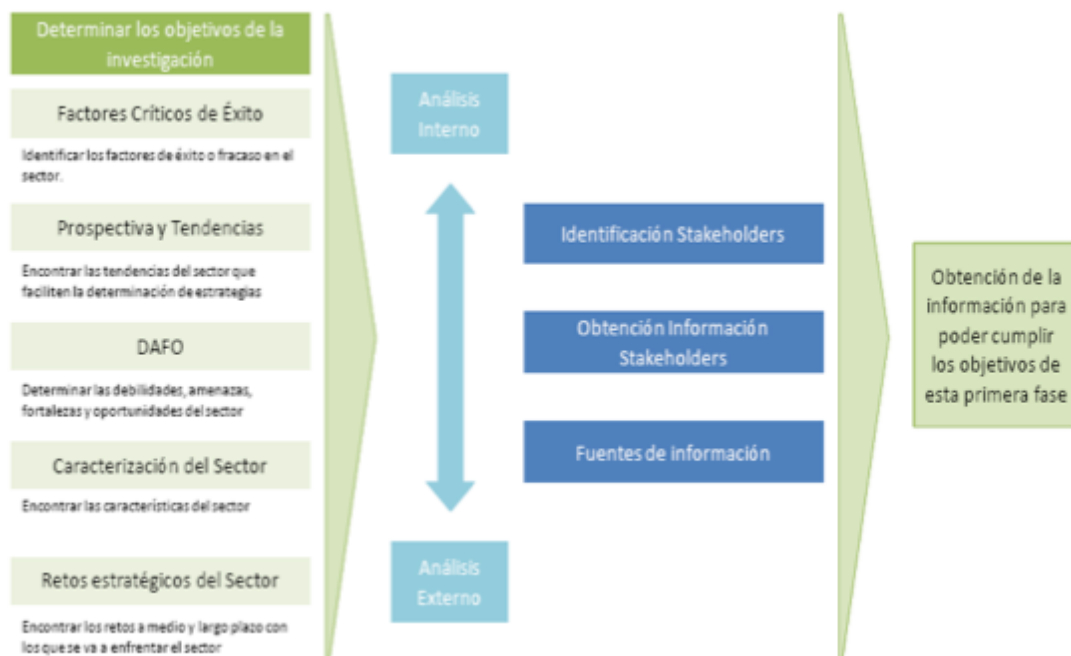 Determinar los objetivos de la
investigación
Factores Críticos de Éxito
Identificar los factores de éxito o fracaso en el
sector.
Prospectiva y Tendencias
Encontrar las tendencias del sector que
faciliten la determinación de estrategias
DAFO
Determinar las debilidades, amenazas,
fortalezas y oportunidades del sector
Caracterización del Sector
Encontrar las características del sector
Retos estratégicos del Sector
Encontrar los retos a medio y largo plazo con
los que se va a enfrentar el sector
Análisis
Interno
Análisis
Externo
Identificación Stakeholders
Obtención Información
Stakeholders
Fuentes de información
Obtención de la
información para
poder cumplir
los objetivos de
esta primera fase